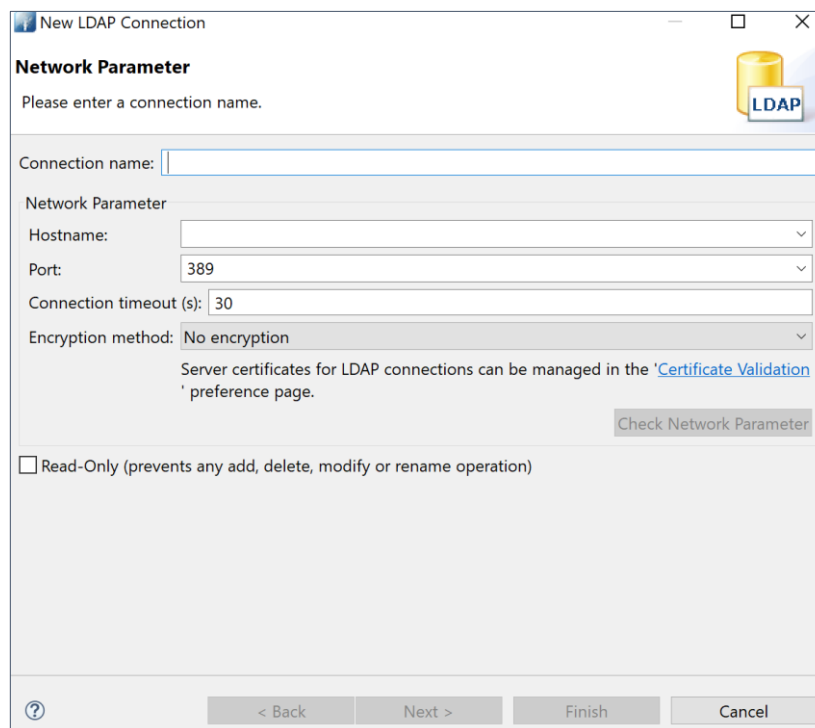 New LDAP Connection
Network Parameter
Please enter a connection name.
LDAP
Connection name:
Network Parameter
Hostname:
Port: 389
Connection timeout (s): 30
Encryption method: No encryption
Server certificates for LDAP connections can be managed in the 'Certificate Validation
' preference page.
Check Network Parameter
Read-Only (prevents any add, delete, modify or rename operation)
? < Back Next > Finish Cancel